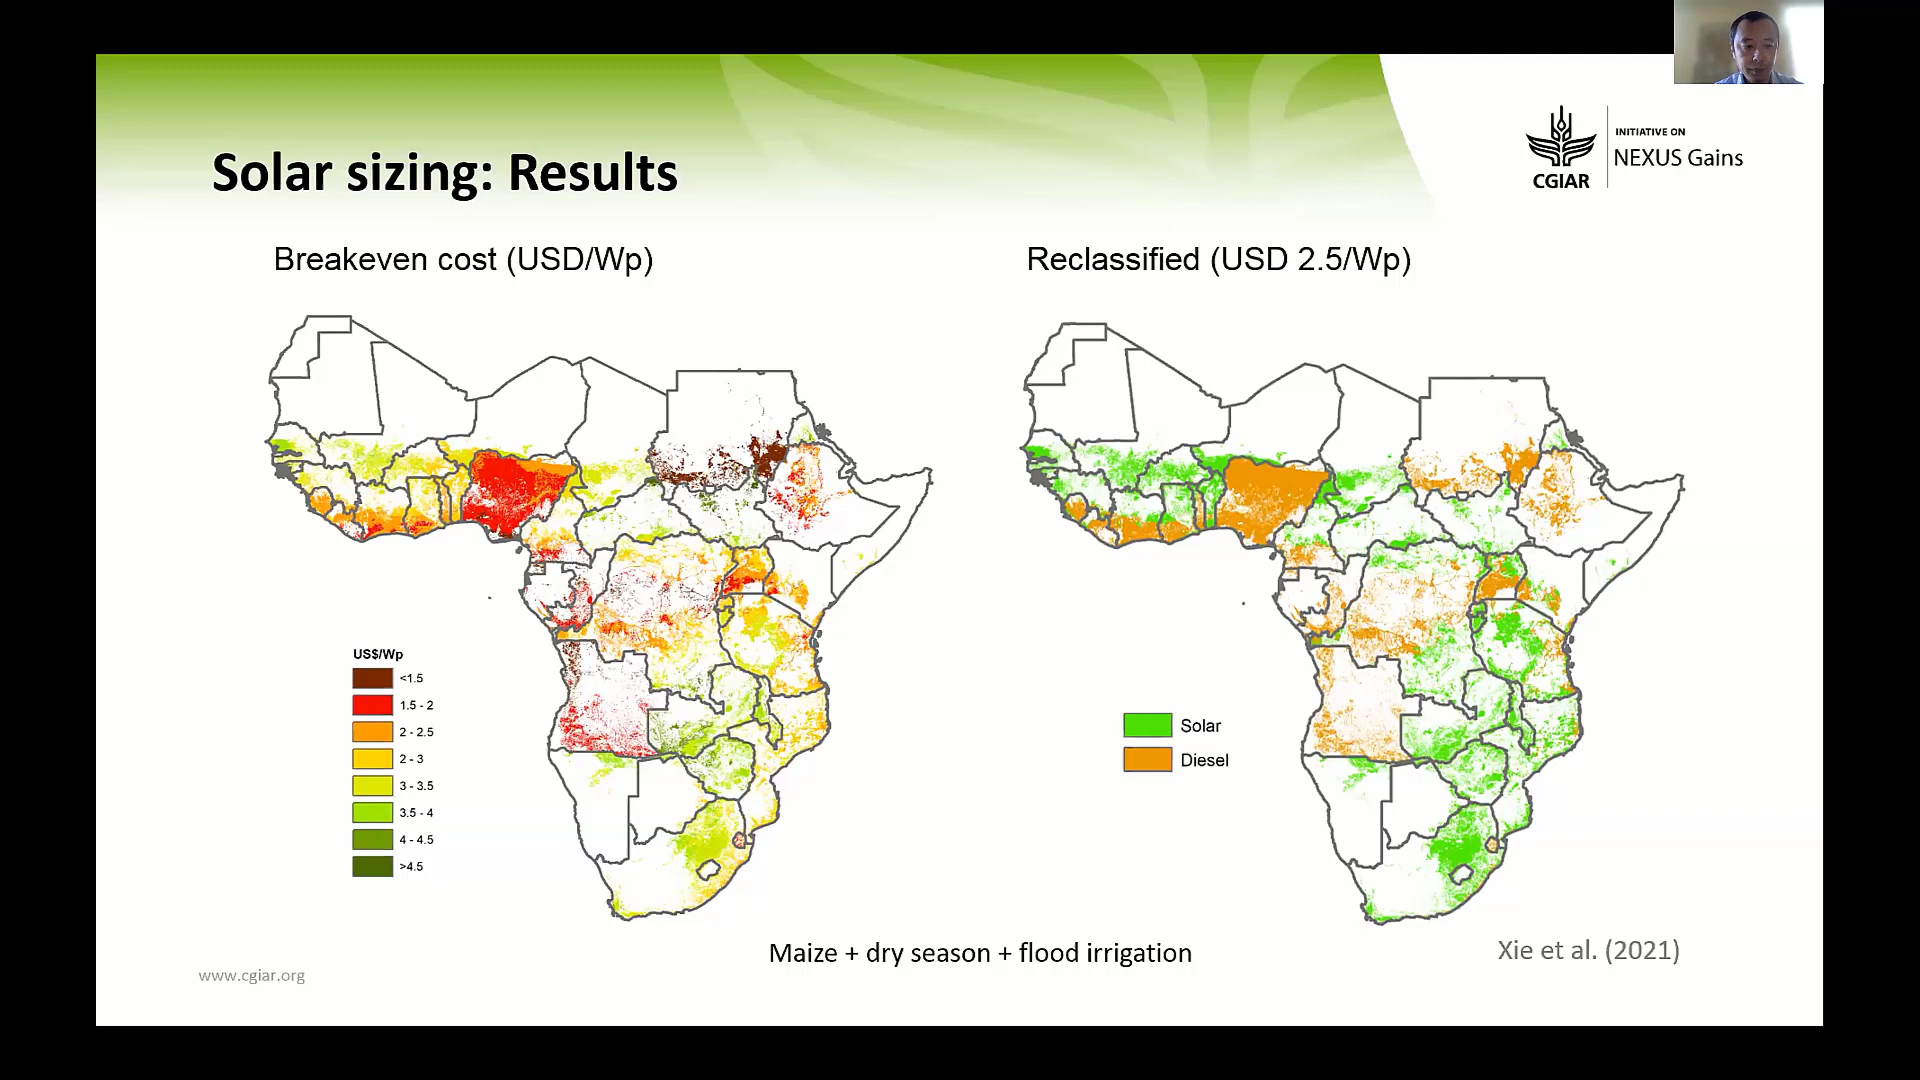 INITIATIVE ON
NEXUS Gains
CGIAR
Solar sizing: Results
Breakeven cost (USD/Wp)
Reclassified (USD 2.5/Wp)
US$/Wp
<1.5
1.5 - 2
2 - 2.5
2 - 3
3 - 3.5
3.5 - 4
4 - 4.5
>4.5
Solar
Diesel
Maize + dry season + flood irrigation
Xie et al. (2021)
www.cgiar.org